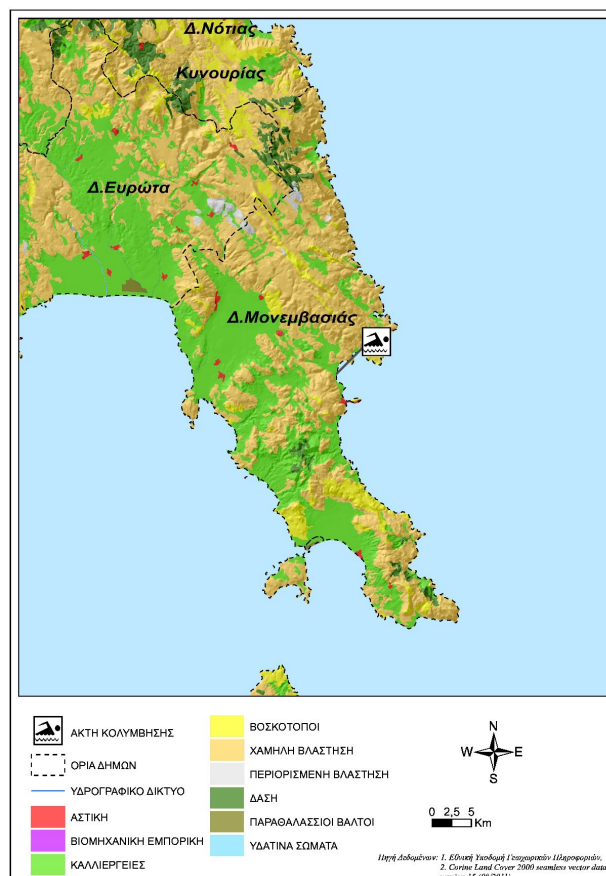 Δ.Νότιας
Κυνουρίας
Δ.Ευρώτα
Δ.Μονεμβασιάς
ΑΚΤΗ ΚΟΛΥΜΒΗΣΗΣ
ΟΡΙΑ ΔΗΜΩΝ
ΥΔΡΟΓΡΑΦΙΚΟ ΔΙΚΤΥΟ
ΑΣΤΙΚΗ
ΒΙΟΜΗΧΑΝΙΚΗ ΕΜΠΟΡΙΚΗ
ΚΑΛΛΙΕΡΓΕΙΕΣ
ΒΟΣΚΟΤΟΠΟΙ
ΧΑΜΗΛΗ ΒΛΑΣΤΗΣΗ
ΠΕΡΙΟΡΙΣΜΕΝΗ ΒΛΑΣΤΗΣΗ
ΔΑΣΗ
ΠΑΡΑΘΑΛΑΣΣΙΟΙ ΒΑΛΤΟΙ
ΥΔΑΤΙΝΑ ΣΩΜΑΤΑ
N
W E
S
0 2,5 5
Km
Πηγή Δεδομένων: 1. Εθνική Υποδομή Γεωχωρικών Πληροφοριών,
2. Corine Land Cover 2000 seamless vector data